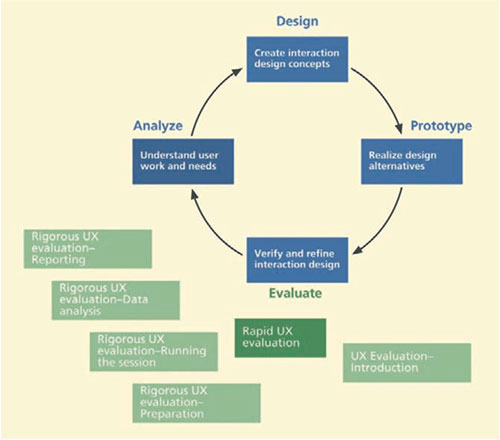 Design
Create interaction
design concepts
Analyze
Prototype
Understand user
work and needs
Realize design
alternatives
Verify and refine
interaction design
Evaluate
Rigorous UX
evaluation–
Reporting
Rigorous UX
evaluation–Data
analysis
Rigorous UX
evaluation–Running
the session
Rigorous UX
evaluation–
Preparation
Rapid UX
evaluation
UX Evaluation–
Introduction